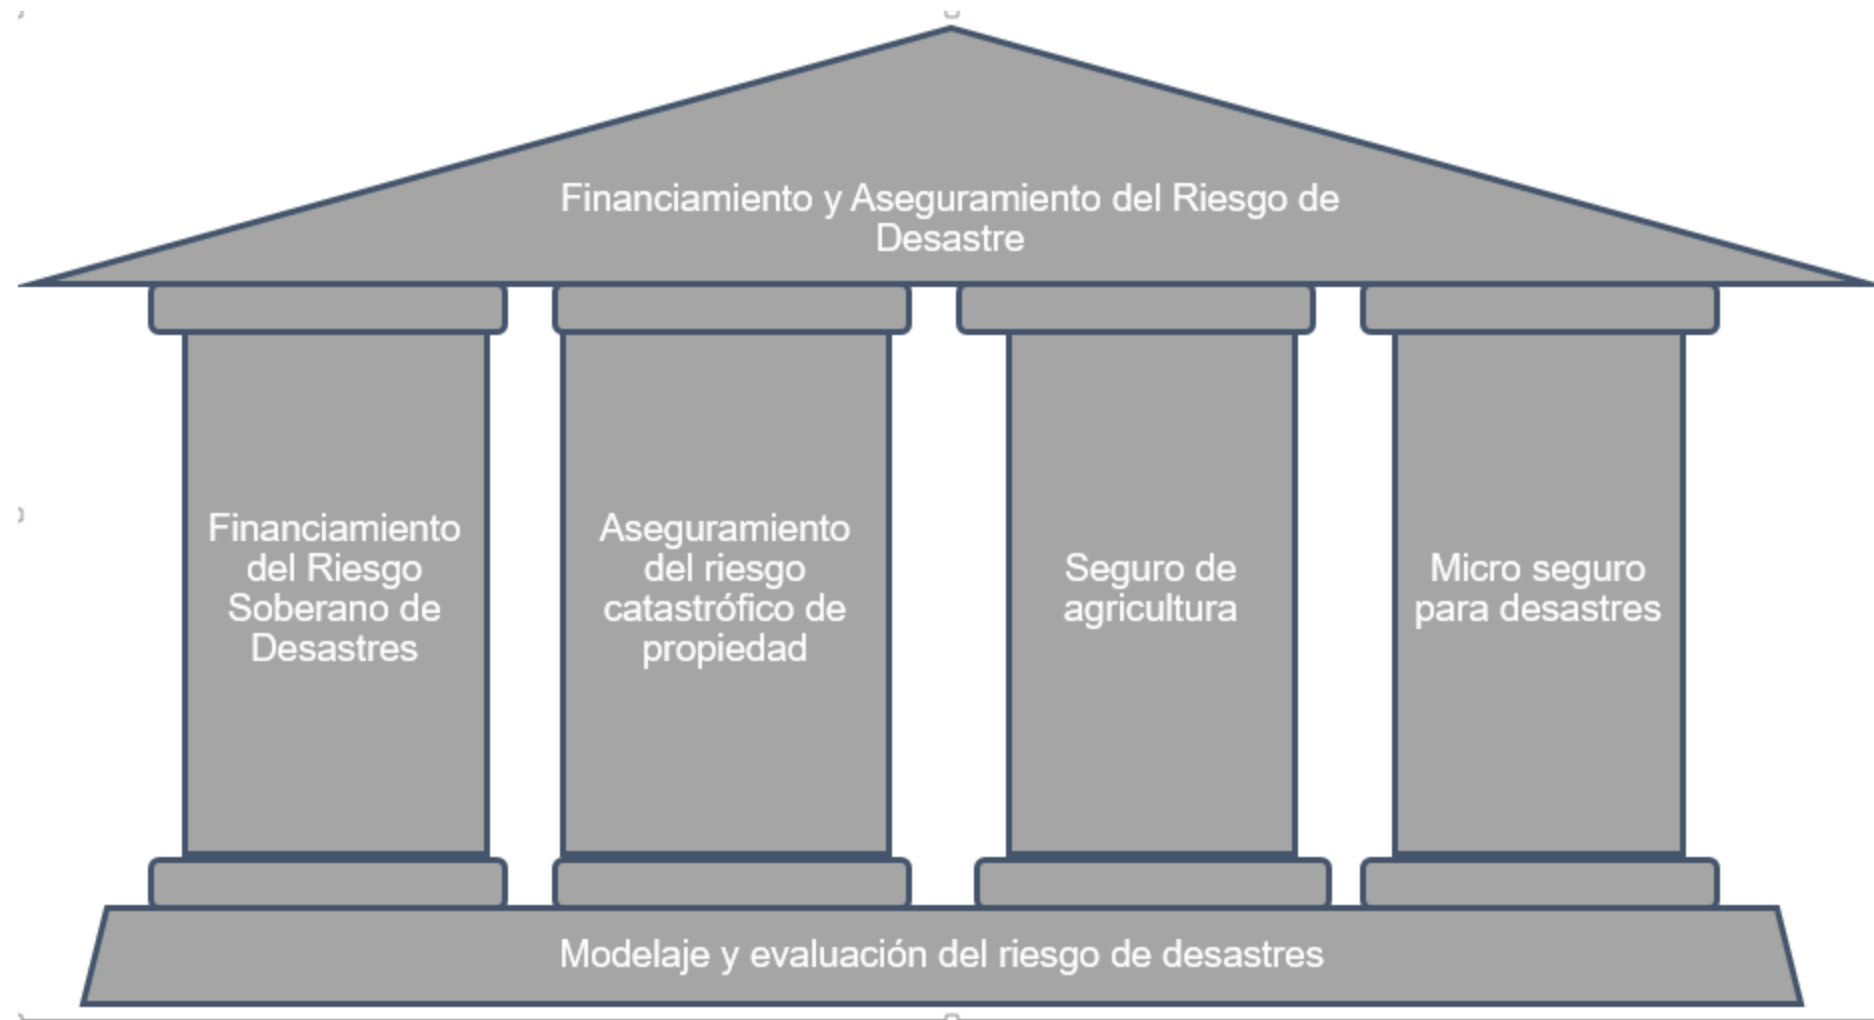 Financiamiento y Aseguramiento del Riesgo de
Desastre
Financiamiento
del Riesgo
Soberano de
Desastres
Aseguramiento
del riesgo
catastrófico de
propiedad
Seguro de
agricultura
Micro seguro
para desastres
Modelaje y evaluación del riesgo de desastres